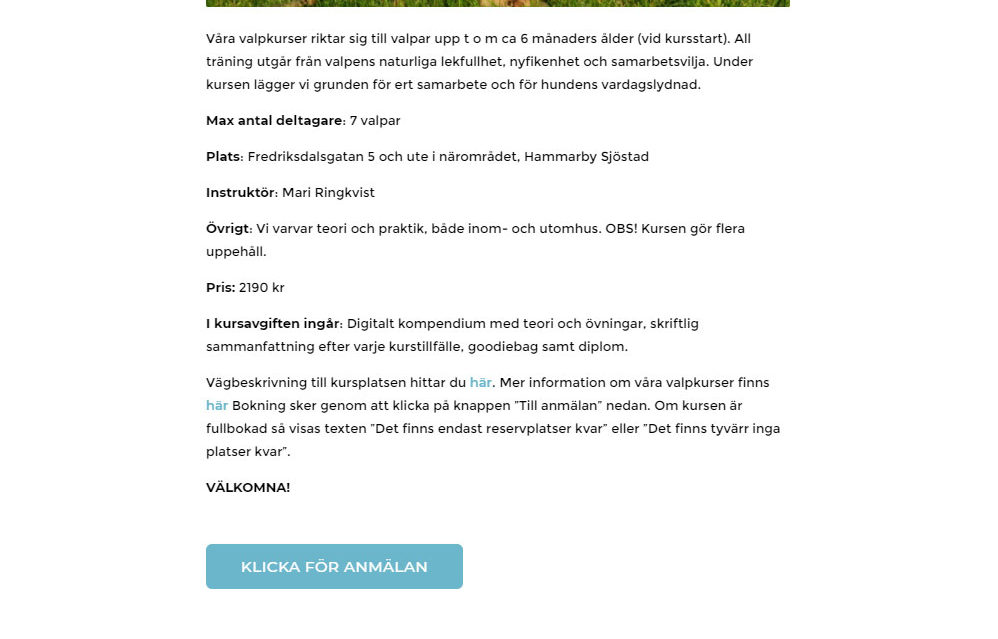 Våra valpkurser riktar sig till valpar upp t o m ca 6 månaders ålder (vid kursstart). All
träning utgår från valpens naturliga lekfullhet, nyfikenhet och samarbetsvilja. Under
kursen lägger vi grunden för ert samarbete och för hundens vardagslydnad.
Max antal deltagare: 7 valpar
Plats: Fredriksdalsgatan 5 och ute i närområdet, Hammarby Sjöstad
Instruktör: Mari Ringkvist
Övrigt: Vi varvar teori och praktik, både inom- och utomhus. OBS! Kursen gör flera
uppehåll.
Pris: 2190 kr
I kursavgiften ingår: Digitalt kompendium med teori och övningar, skriftlig
sammanfattning efter varje kurstillfälle, goodiebag samt diplom.
Vägbeskrivning till kursplatsen hittar du här. Mer information om våra valpkurser finns
här Bokning sker genom att klicka på knappen ”Till anmälan” nedan. Om kursen är
fullbokad så visas texten ”Det finns endast reservplatser kvar” eller ”Det finns tyvärr inga
platser kvar”.
VÄLKOMNA!
KLICKA FÖR ANMÄLAN